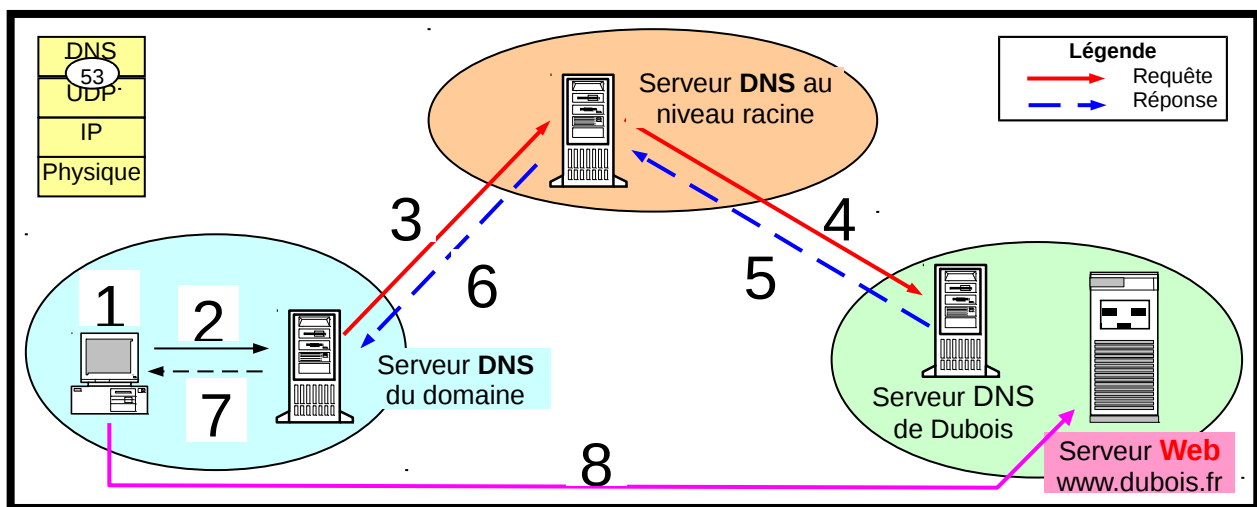 DNS
53
UDP
IP
Physique
Serveur DNS au
niveau racine
Légende
Requête
Réponse
3
4
6
5
1
2
7
Serveur DNS
du domaine
Serveur DNS
de Dubois
Serveur Web
www.dubois.fr
8